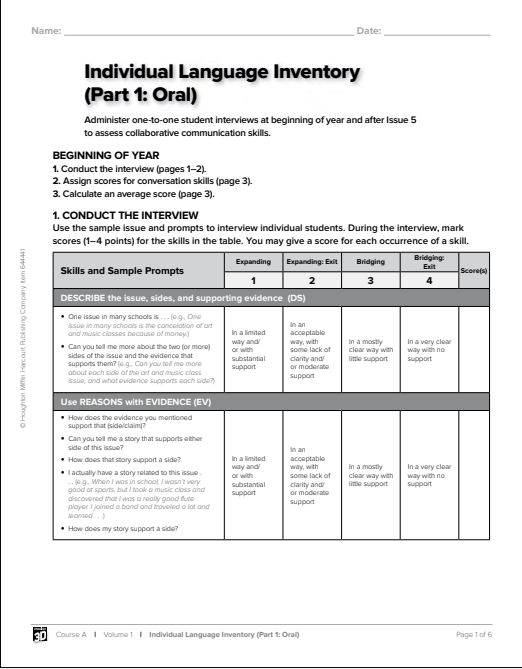 Name: Date:
Individual Language Inventory
(Part 1: Oral)
Administer one-to-one student interviews at beginning of year and after Issue 5
to assess collaborative communication skills.
BEGINNING OF YEAR
1. Conduct the interview (pages 1–2).
2. Assign scores for conversation skills (page 3).
3. Calculate an average score (page 3).
1. CONDUCT THE INTERVIEW
Use the sample issue and prompts to interview individual students. During the interview, mark
scores (1–4 points) for the skills in the table. You may give a score for each occurrence of a skill.
Skills and Sample Prompts
Expanding
Expanding: Exit
Bridging
Bridging:
Exit
Score(s)
1
2
3
4
DESCRIBE the issue, sides, and supporting evidence (DS)
• One issue in many schools is . . . (e.g., One
issue in many schools is the cancelation of art
and music classes because of money.)
• Can you tell me more about the two (or more)
sides of the issue and the evidence that
supports them? (e.g., Can you tell me more
about each side of the art and music class
issue, and what evidence supports each side?)
In a limited
way and/
or with
substantial
support
In an
acceptable
way, with
some lack of
clarity and/
or moderate
support
In a mostly
clear way with
little support
In a very clear
way with no
support
Use REASONS with EVIDENCE (EV)
• How does the evidence you mentioned
support that (side/claim)?
• Can you tell me a story that supports either
side of this issue?
• How does that story support a side?
• I actually have a story related to this issue .
. . (e.g., When I was in school, I wasn't very
good at sports, but I took a music class and
discovered that I was a really good flute
player. I joined a band and traveled a lot and
learned . . .)
• How does my story support a side?
In a limited
way and/
or with
substantial
support
In an
acceptable
way, with
some lack of
clarity and/
or moderate
support
In a mostly
clear way with
little support
In a very clear
way with no
support
© Houghton Mifflin Harcourt Publishing Company Item 644441
3D
Course A I Volume 1 I Individual Language Inventory (Part 1: Oral)
Page 1 of 6